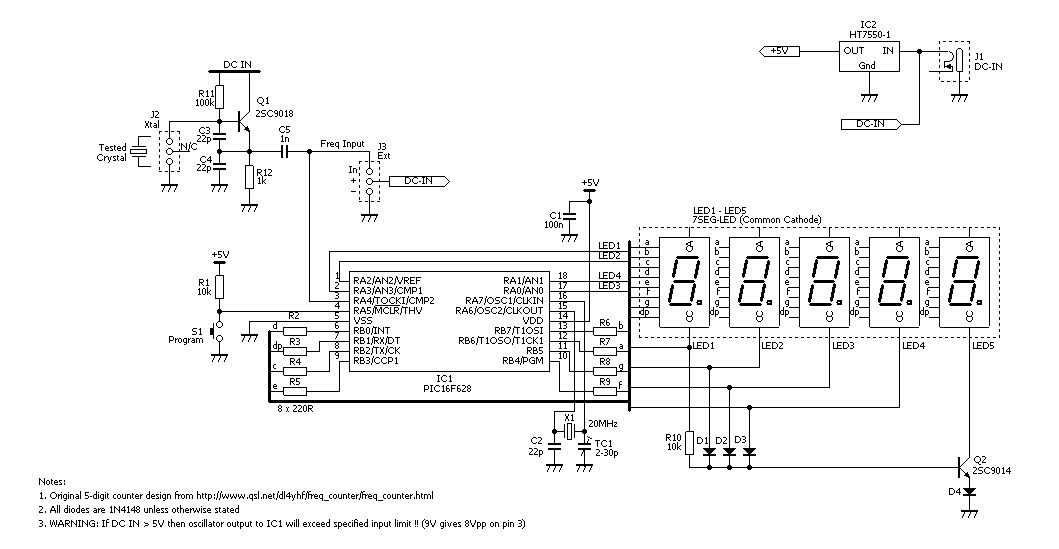 IC2
HT7550-1
+5V
OUT IN
Gnd
J1
DC-IN
DC-IN
DC IN
R11
100k
Q1
2SC9018
J2
Xtal
C3
22p
N/C
C5
1n
Freq Input
J3
Ext
Tested
Crystal
C4
22p
R12
1k
In
+
−
DC-IN
+5V
C1
100n
LED1 - LED5
7SEG-LED (Common Cathode)
LED1
LED2
LED4
LED3
a
b
c
d
e
f
g
dp
a
b
c
d
e
f
g
dp
a
b
c
d
e
f
g
dp
a
b
c
d
e
f
g
dp
a
b
c
d
e
f
g
dp
A A A A A
8. 8. 8. 8. 8.
C C C C C
LED1 LED2 LED3 LED4 LED5
+5V
R1
10k
S1
Program
1 RA2/AN2/VREF
2 RA3/AN3/CMP1
3 RA4/TOCKI/CMP2
4 RA5/MCLR/THV
5 VSS
6 RB0/INT
7 RB1/RX/DT
8 RB2/TX/CK
9 RB3/CCP1
RA1/AN1 18
RA0/AN0 17
RA7/OSC1/CLKIN 16
RA6/OSC2/CLKOUT 15
VDD 14
RB7/T1OSI 13
RB6/T1OSO/T1CK1 12
RB5 11
RB4/PGM 10
IC1
PIC16F628
d R2
dp R3
c R4
e R5
8 x 220R
R6 b
R7 a
R8 g
R9 f
X1
20MHz
C2
22p
TC1
2-30p
R10
10k
D1 D2 D3
Q2
2SC9014
D4
Notes:
1. Original 5-digit counter design from http://www.qsl.net/dl4yhf/freq_counter/freq_counter.html
2. All diodes are 1N4148 unless otherwise stated
3. WARNING: If DC IN > 5V then oscillator output to IC1 will exceed specified input limit !! (9V gives 8Vpp on pin 3)